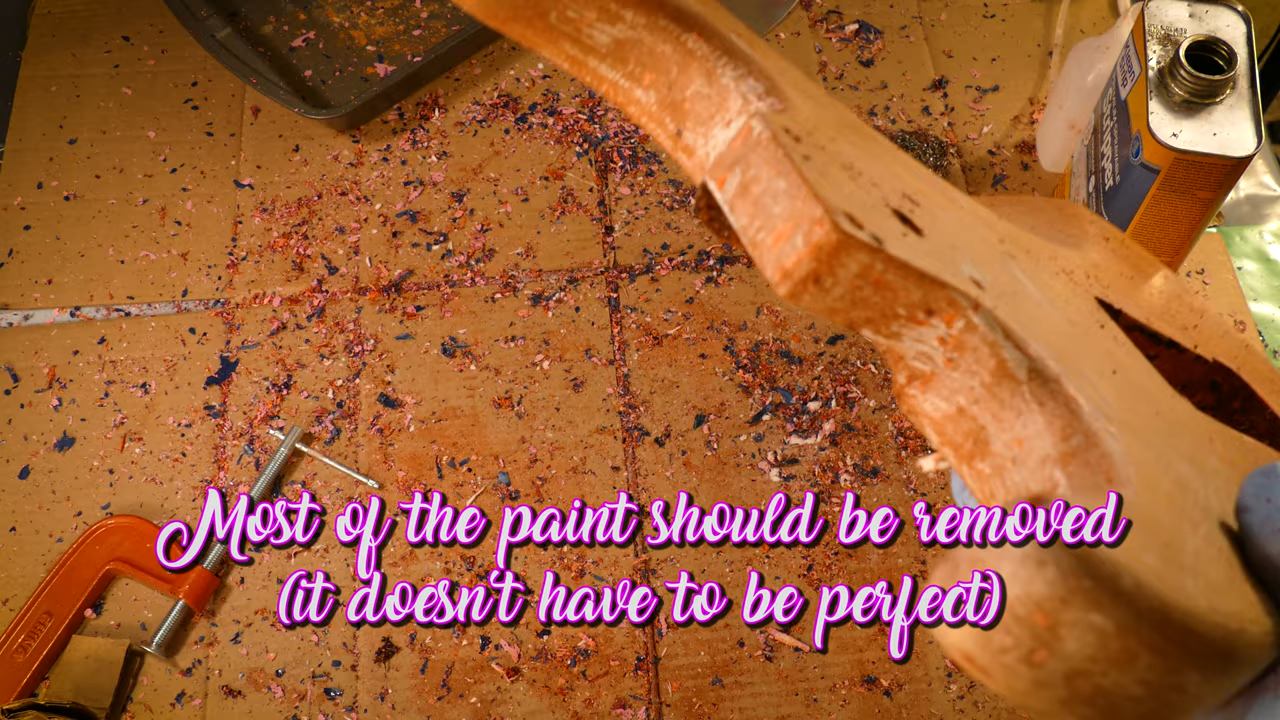 Most of the paint should be removed
(it doesn't have to be perfect)